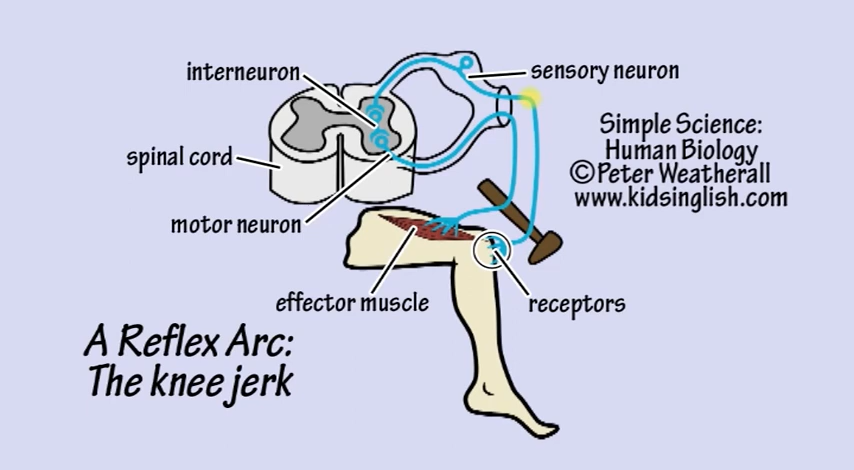 interneuron
sensory neuron
Simple Science:
Human Biology
©Peter Weatherall
www.kidsinglish.com
spinal cord
motor neuron
effector muscle
receptors
A Reflex Arc:
The knee jerk